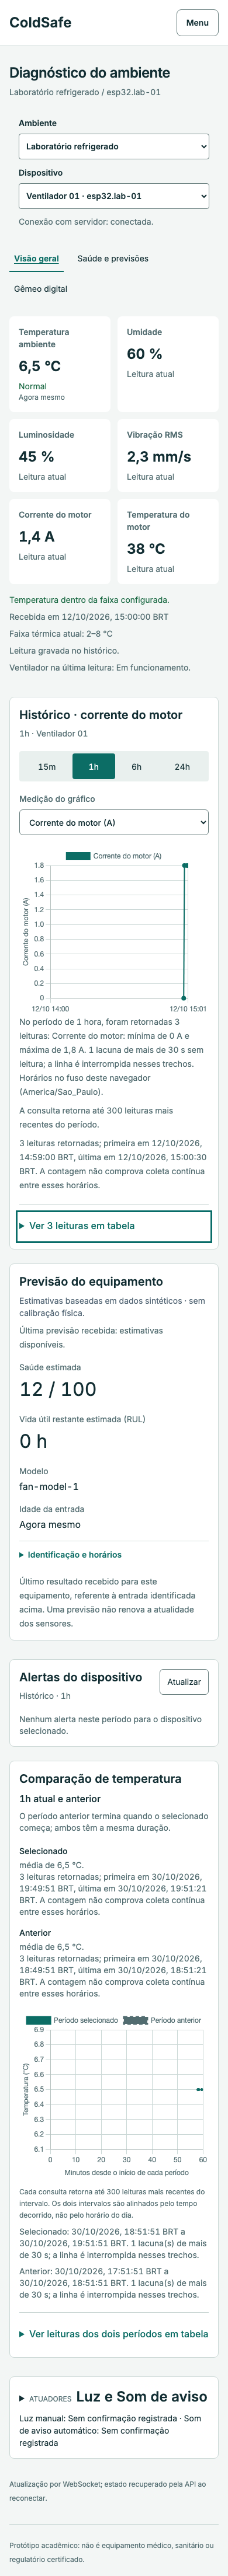 ColdSafe
Menu
Diagnóstico do ambiente
Laboratório refrigerado / esp32.lab-01
Ambiente
Laboratório refrigerado
Dispositivo
Ventilador 01 · esp32.lab-01
Conexão com servidor: conectada.
Visão geral
Saúde e previsões
Gêmeo digital
Temperatura
ambiente
6,5 °C
Normal
Agora mesmo
Umidade
60 %
Leitura atual
Luminosidade
45 %
Leitura atual
Vibração RMS
2,3 mm/s
Leitura atual
Corrente do motor
1,4 A
Leitura atual
Temperatura do
motor
38 °C
Leitura atual
Temperatura dentro da faixa configurada.
Recebida em 12/10/2026, 15:00:00 BRT
Faixa térmica atual: 2–8 °C
Leitura gravada no histórico.
Ventilador na última leitura: Em funcionamento.
Histórico · corrente do motor
1h · Ventilador 01
15m
1h
6h
24h
Medição do gráfico
Corrente do motor (A)
Corrente do motor (A)
Corrente do motor (A)
1.8
1.6
1.4
1.2
1.0
0.8
0.6
0.4
0.2
0
12/10 14:00
12/10 15:01
No período de 1 hora, foram retornadas 3
leituras: Corrente do motor: mínima de 0 A e
máxima de 1,8 A. 1 lacuna de mais de 30 s sem
leitura; a linha é interrompida nesses trechos.
Horários no fuso deste navegador
(America/Sao_Paulo).
A consulta retorna até 300 leituras mais
recentes do período.
3 leituras retornadas; primeira em 12/10/2026,
14:59:00 BRT, última em 12/10/2026, 15:00:30
BRT. A contagem não comprova coleta contínua
entre esses horários.
Ver 3 leituras em tabela
Previsão do equipamento
Estimativas baseadas em dados sintéticos · sem
calibração física.
Última previsão recebida: estimativas
disponíveis.
Saúde estimada
12 / 100
Vida útil restante estimada (RUL)
0 h
Modelo
fan-model-1
Idade da entrada
Agora mesmo
Identificação e horários
Último resultado recebido para este
equipamento, referente à entrada identificada
acima. Uma previsão não renova a atualidade
dos sensores.
Alertas do dispositivo
Atualizar
Histórico · 1h
Nenhum alerta neste período para o dispositivo
selecionado.
Comparação de temperatura
1h atual e anterior
O período anterior termina quando o selecionado
começa; ambos têm a mesma duração.
Selecionado
média de 6,5 °C.
3 leituras retornadas; primeira em 30/10/2026,
19:49:51 BRT, última em 30/10/2026, 19:51:21
BRT. A contagem não comprova coleta contínua
entre esses horários.
Anterior
média de 6,5 °C.
3 leituras retornadas; primeira em 30/10/2026,
18:49:51 BRT, última em 30/10/2026, 18:51:21
BRT. A contagem não comprova coleta contínua
entre esses horários.
Período selecionado
Período anterior
Temperatura (°C)
6.9
6.8
6.7
6.6
6.5
6.4
6.3
6.2
6.1
0 10 20 30 40 50 60
Minutos desde o início de cada período
Cada consulta retorna até 300 leituras mais recentes do
intervalo. Os dois intervalos são alinhados pelo tempo
decorrido, não pelo horário do dia.
Selecionado: 30/10/2026, 18:51:51 BRT a
30/10/2026, 19:51:51 BRT. 1 lacuna(s) de mais
de 30 s; a linha é interrompida nesses trechos.
Anterior: 30/10/2026, 17:51:51 BRT a
30/10/2026, 18:51:51 BRT. 1 lacuna(s) de mais
de 30 s; a linha é interrompida nesses trechos.
Ver leituras dos dois períodos em tabela
ATUADORES Luz e Som de aviso
Luz manual: Sem confirmação registrada · Som
de aviso automático: Sem confirmação
registrada
Atualização por WebSocket; estado recuperado pela API ao
reconectar.
Protótipo acadêmico: não é equipamento médico, sanitário ou
regulatório certificado.